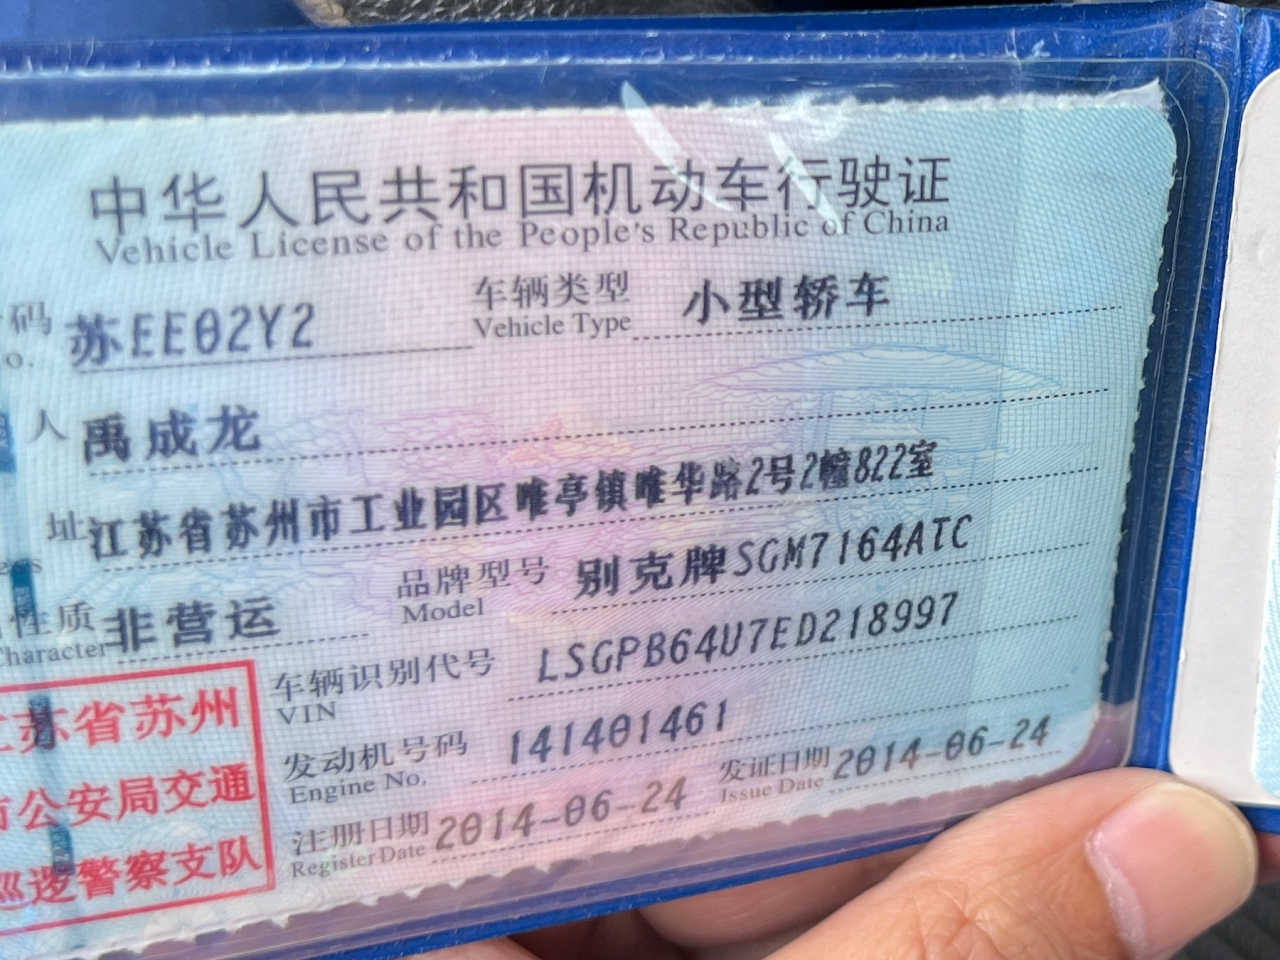 中华人民共和国机动车行驶证
Vehicle License of the People's Republic of China
码 苏EE02Y2 车辆类型 小型轿车
o. Vehicle Type
人 禹成龙
址 江苏省苏州市工业园区唯亭镇唯华路2号2幢822室
性质 非营运 品牌型号 别克牌SGM7164ATC
Character Model
车辆识别代号 LSGPB64U7ED218997
VIN
发动机号码 141401461
Engine No.
注册日期 2014-06-24 发证日期 2014-06-24
Register Date Issue Date
江苏省苏州
市公安局交通
巡逻警察支队